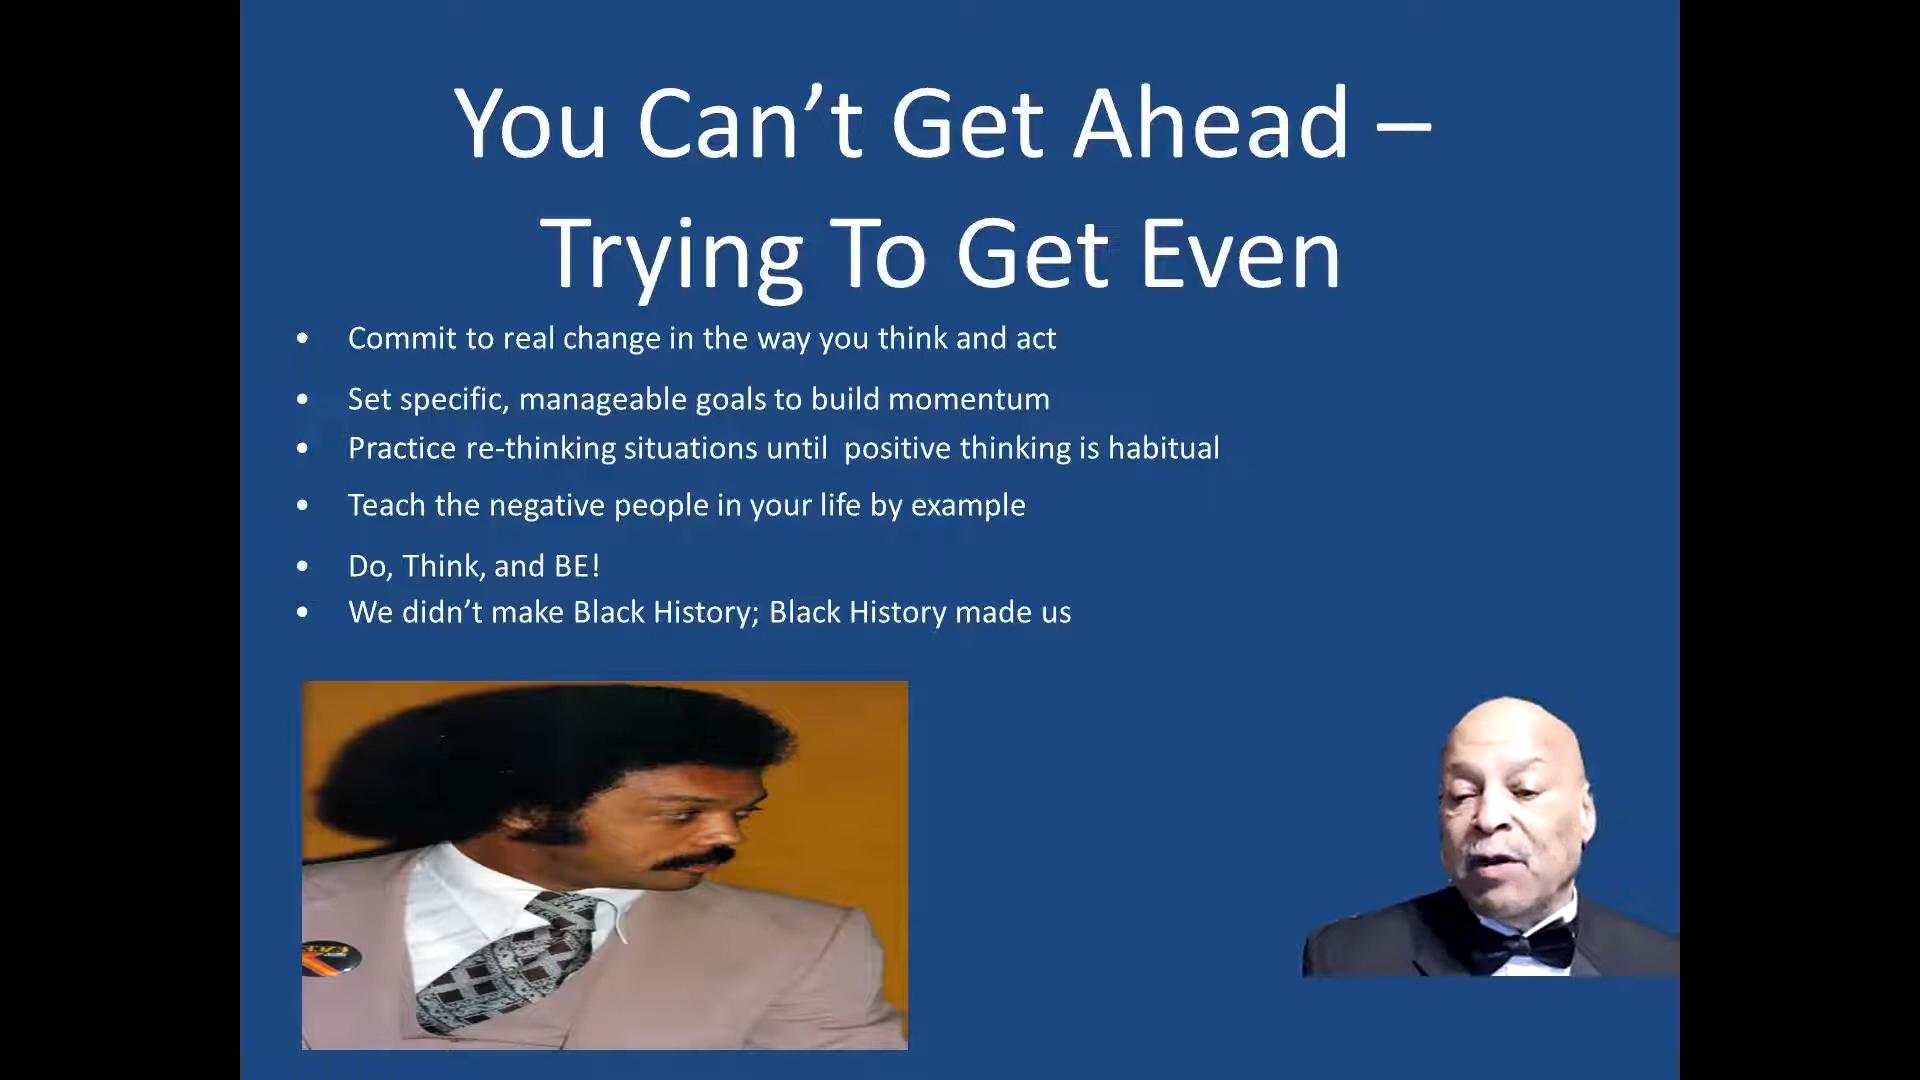 You Can’t Get Ahead –
Trying To Get Even
• Commit to real change in the way you think and act
• Set specific, manageable goals to build momentum
• Practice re-thinking situations until  positive thinking is habitual
• Teach the negative people in your life by example
• Do, Think, and BE!
• We didn’t make Black History; Black History made us